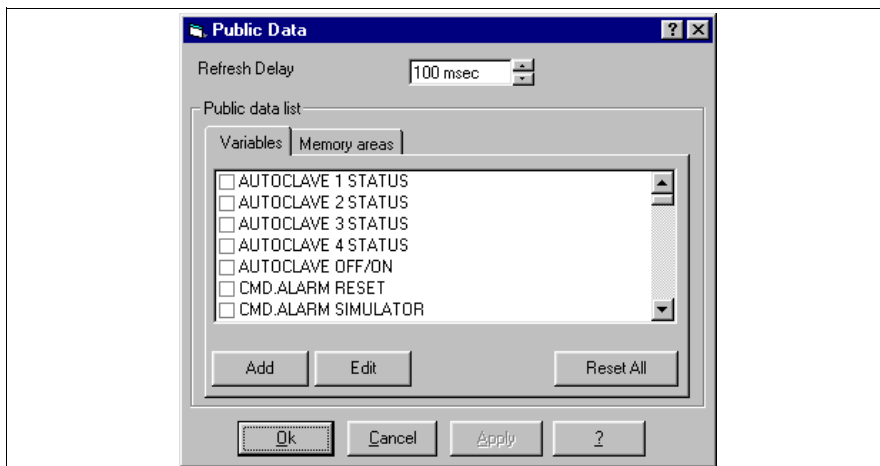 Public Data
Refresh Delay 100 msec
Public data list
Variables Memory areas
AUTOCLAVE 1 STATUS
AUTOCLAVE 2 STATUS
AUTOCLAVE 3 STATUS
AUTOCLAVE 4 STATUS
AUTOCLAVE OFF/ON
CMD.ALARM RESET
CMD.ALARM SIMULATOR
Add Edit Reset All
Ok Cancel Apply ?